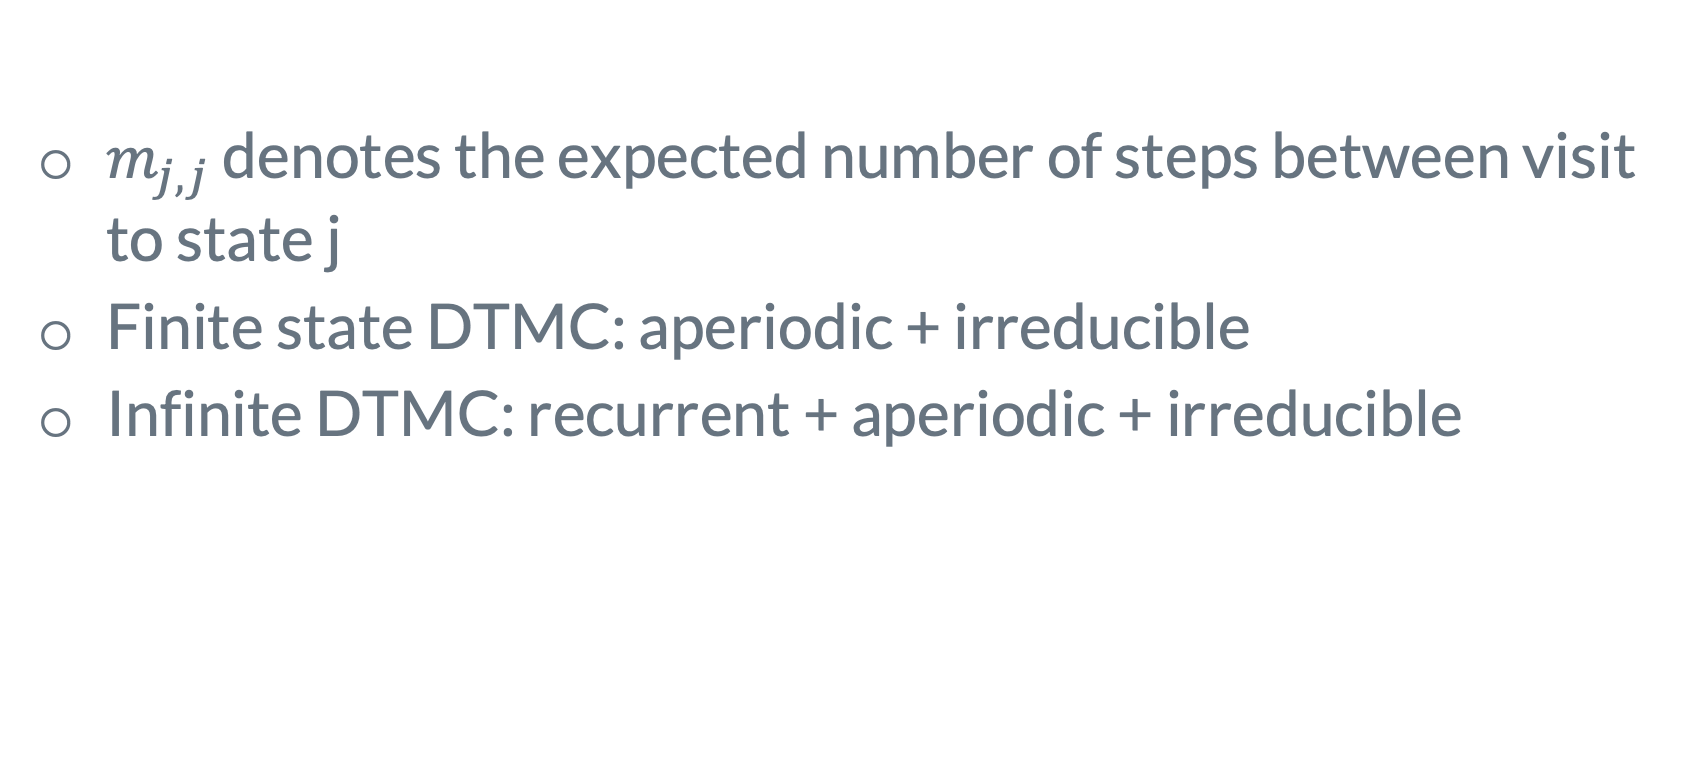 ○ 𝑚𝑗,𝑗 denotes the expected number of steps between visit
to state j
○ Finite state DTMC: aperiodic + irreducible
○ Infinite DTMC: recurrent + aperiodic + irreducible